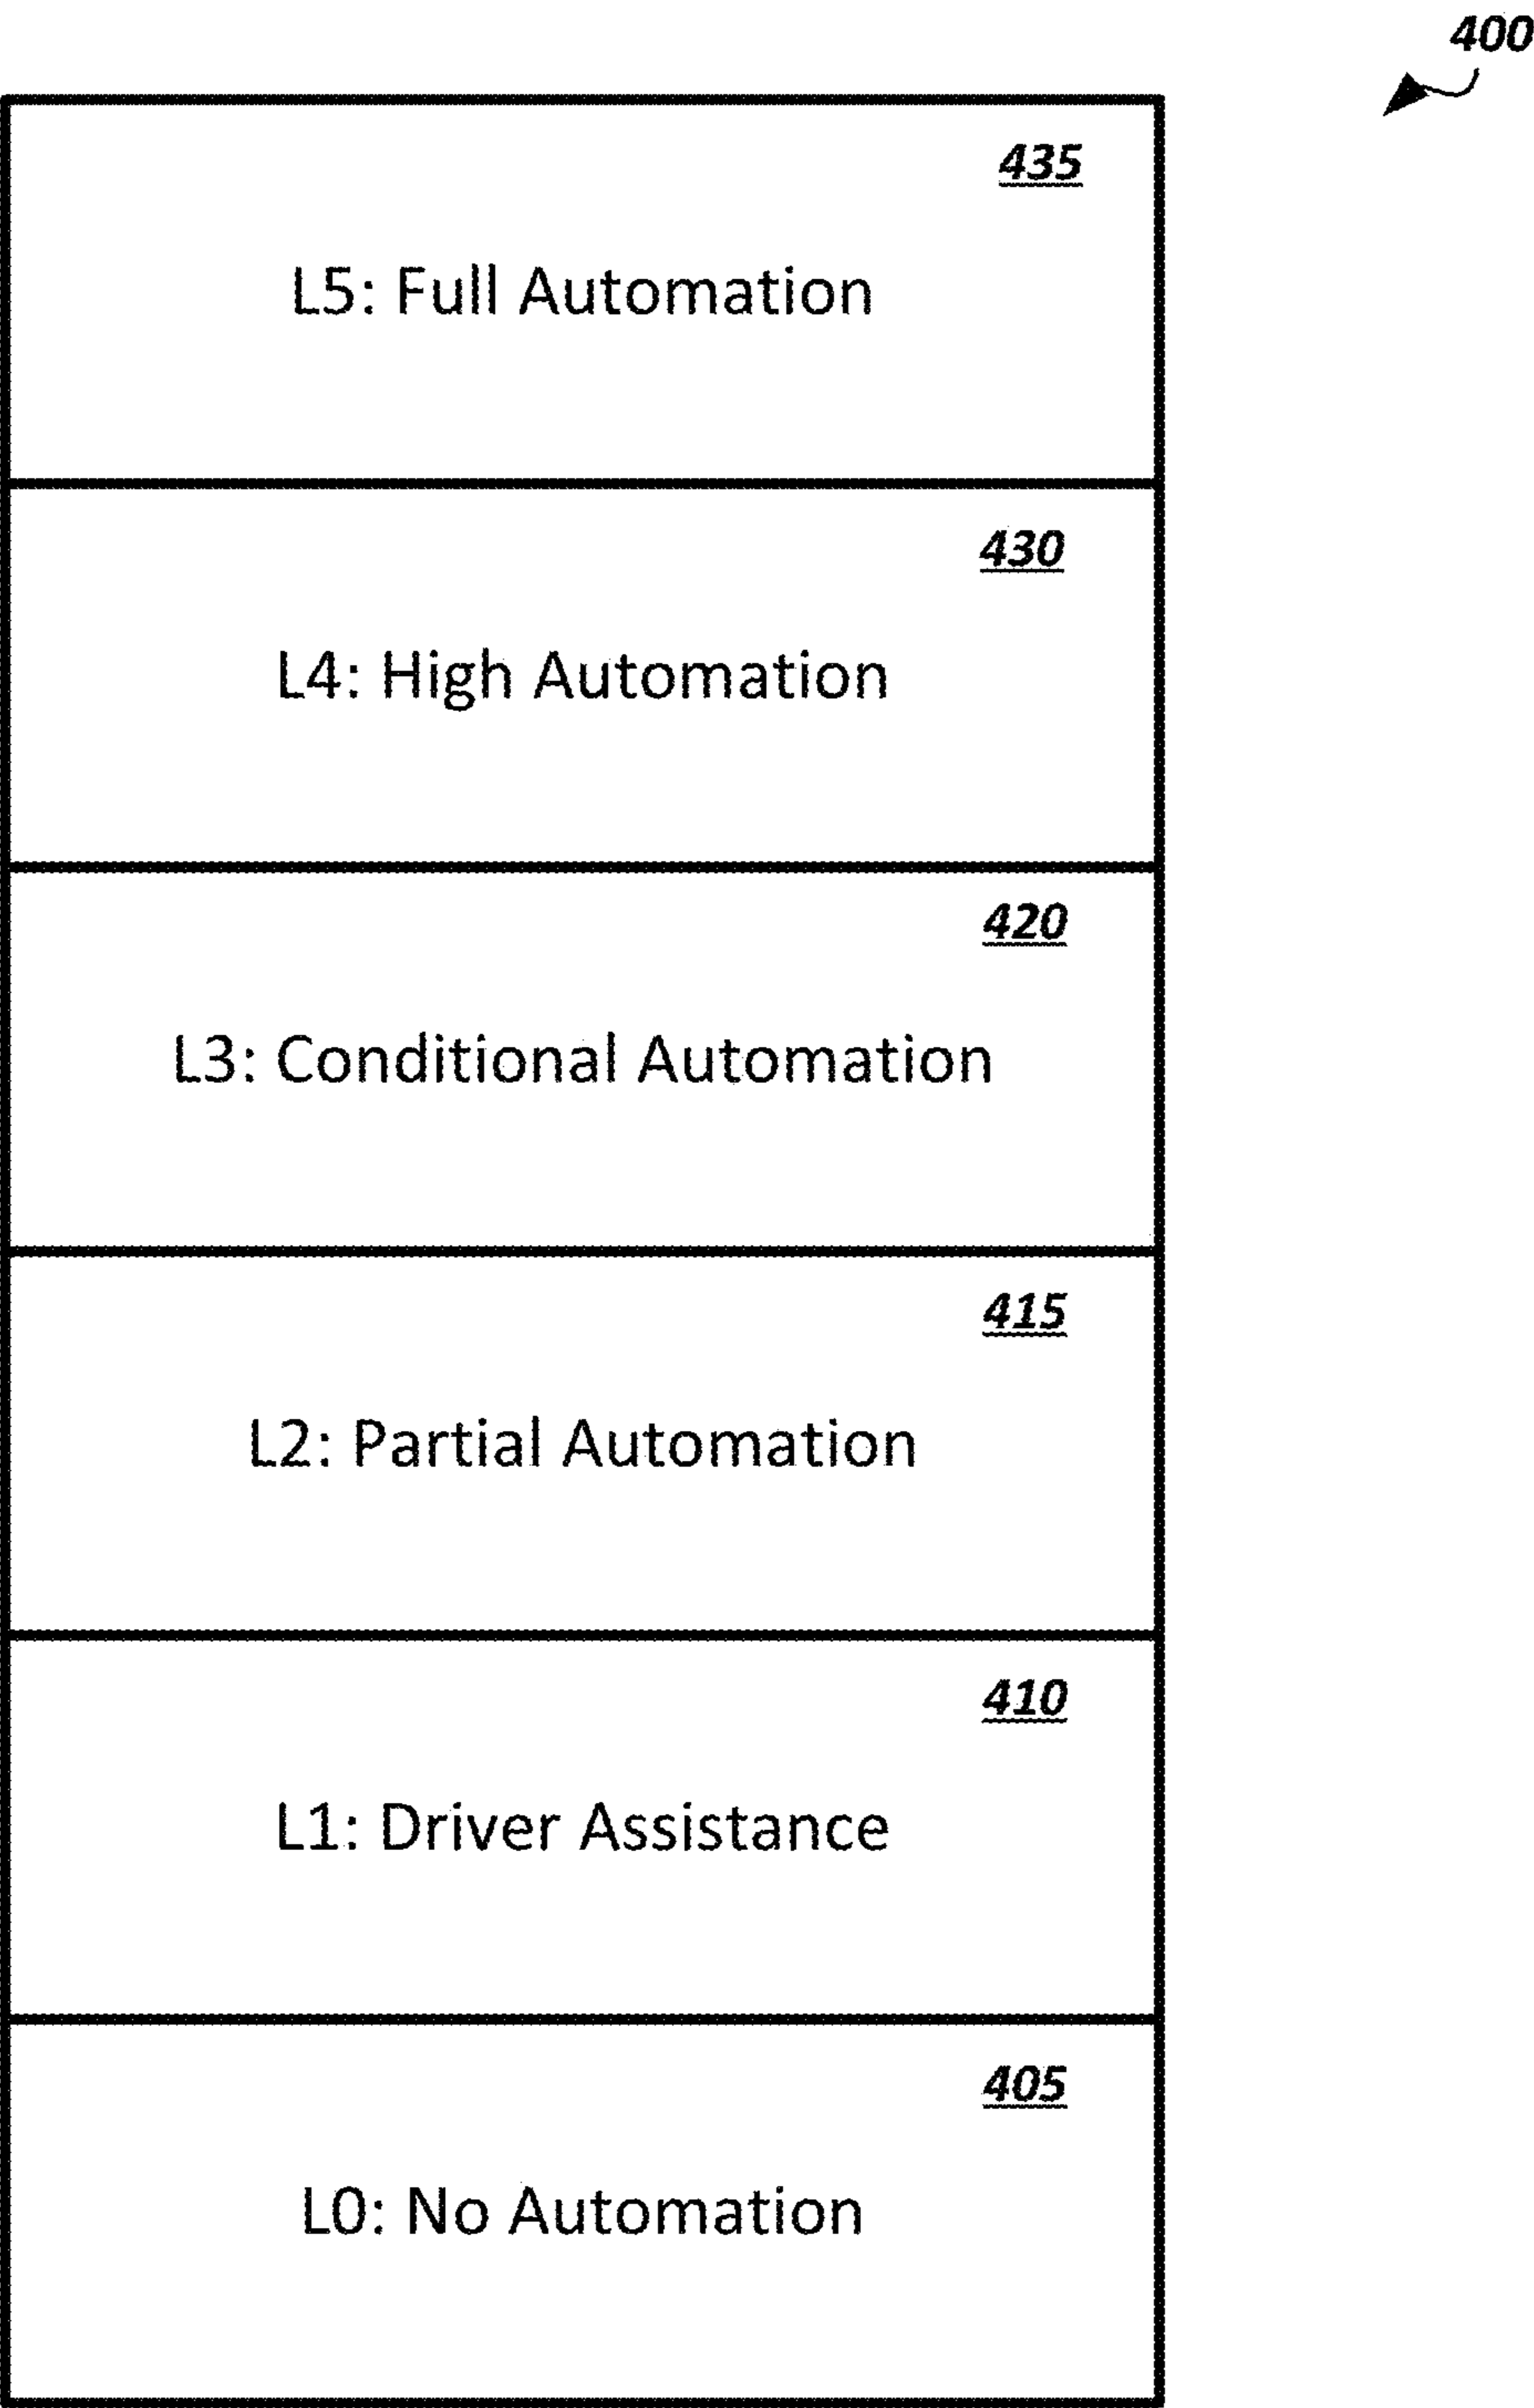 400
435
L5: Full Automation
430
L4: High Automation
420
L3: Conditional Automation
415
L2: Partial Automation
410
L1: Driver Assistance
405
L0: No Automation